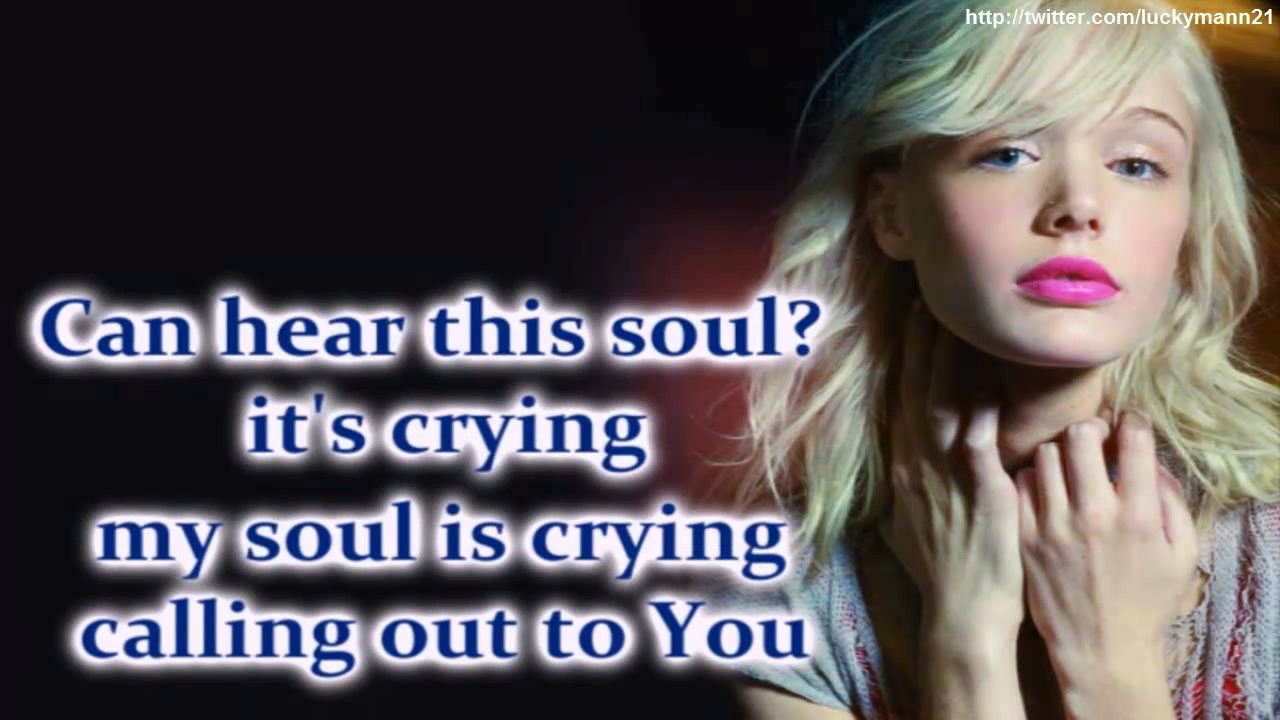 http://twitter.com/luckymann21
Can hear this soul?
it's crying
my soul is crying
calling out to You